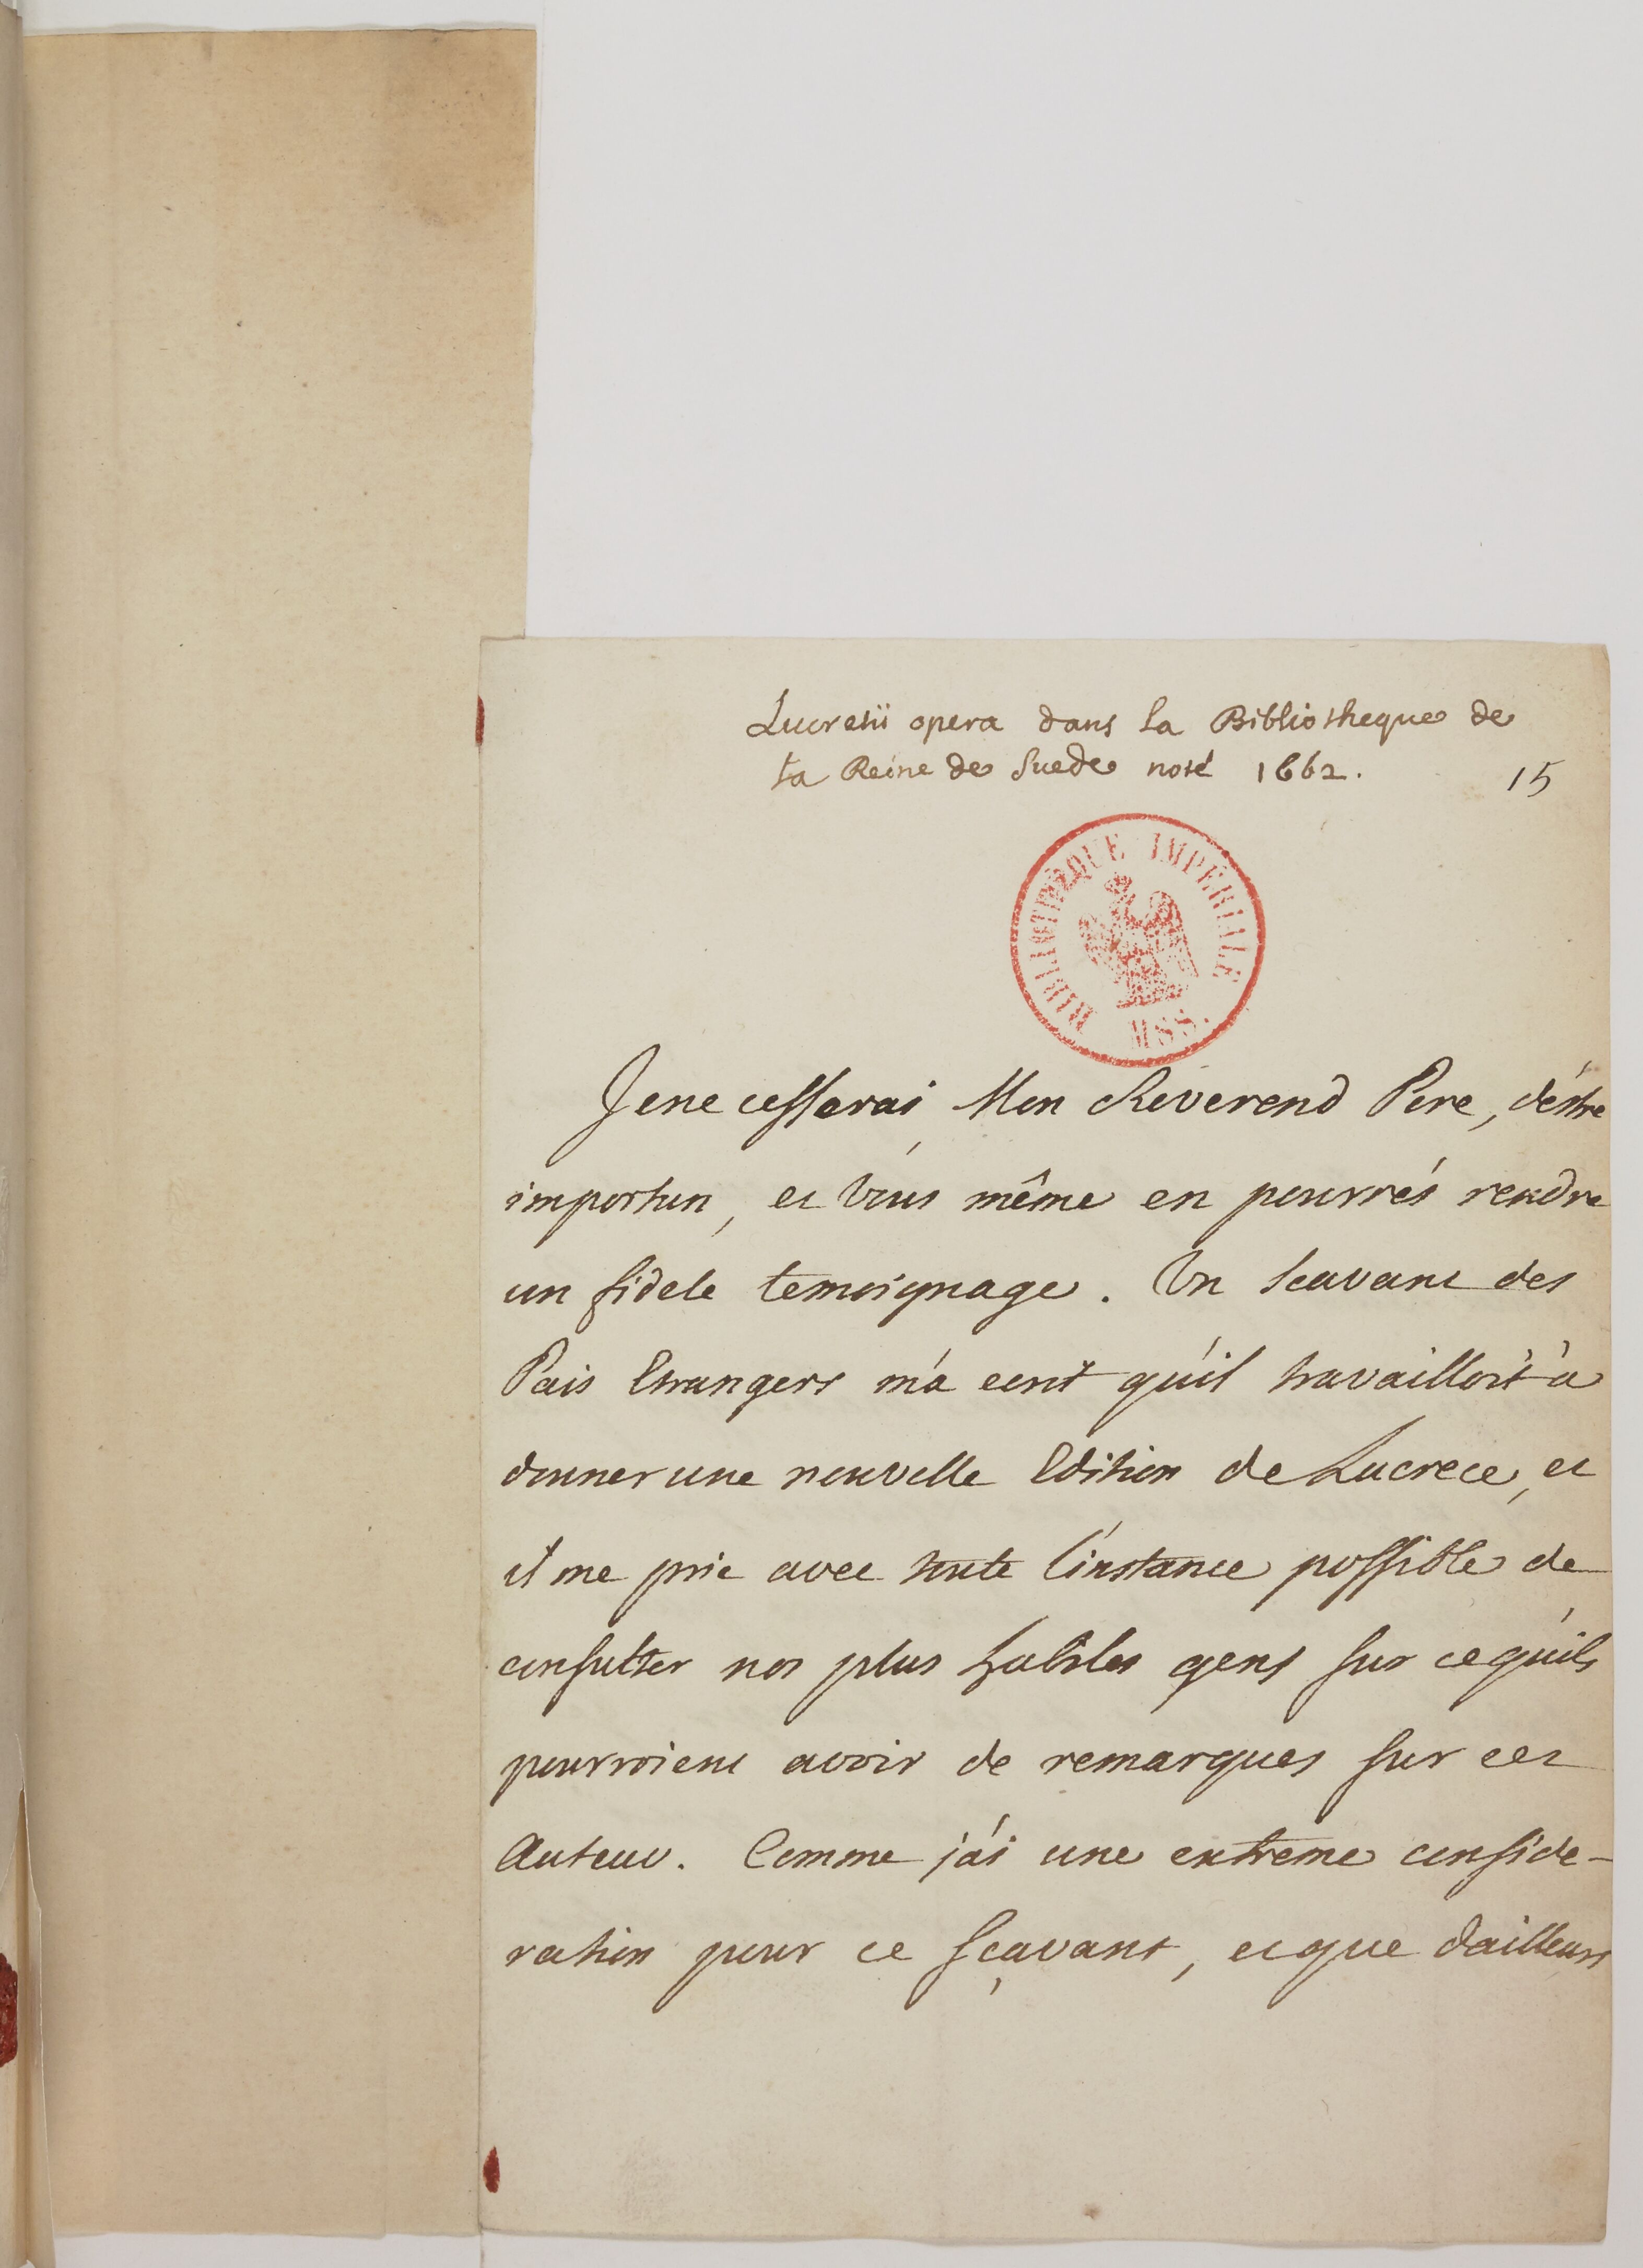 Lucretii opera dans la Bibliotheque de
la Reine de Suede noté 1662.
15
BIBLIOTHÈQUE IMPÉRIALE
MSS.
Je ne cesserai, Mon Reverend Pere, d'éstre
importun, et vous même en pourrés rendre
un fidele temoignage. Un scavant des
Pais Etrangers m'a ecrit qu'il travailloit à
donner une nouvelle Edition de Lucrece, et
il me prie avec toute l'instance possible de
consulter nos plus habiles gens sur ce qu'ils
pourroient avoir de remarques sur cet
Auteur. Comme j'ai une extreme conside-
ration pour ce sçavant, et que dailleurs